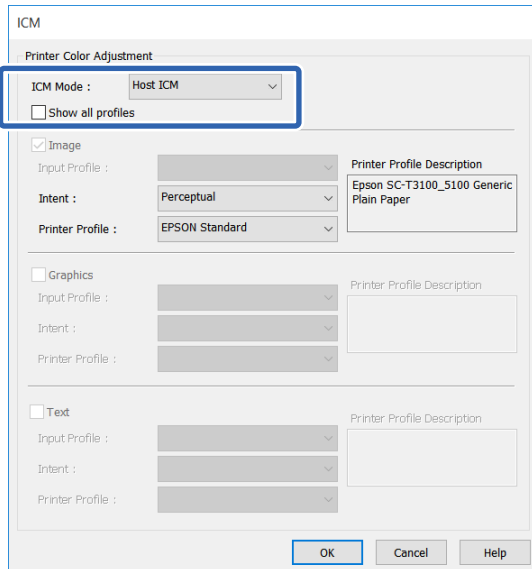 ICM
Printer Color Adjustment
ICM Mode : Host ICM
Show all profiles
Image
Input Profile : Printer Profile Description
Intent : Perceptual Epson SC-T3100_5100 Generic
Plain Paper
Printer Profile : EPSON Standard
Graphics
Input Profile : Printer Profile Description
Intent :
Printer Profile :
Text
Input Profile : Printer Profile Description
Intent :
Printer Profile :
OK Cancel Help